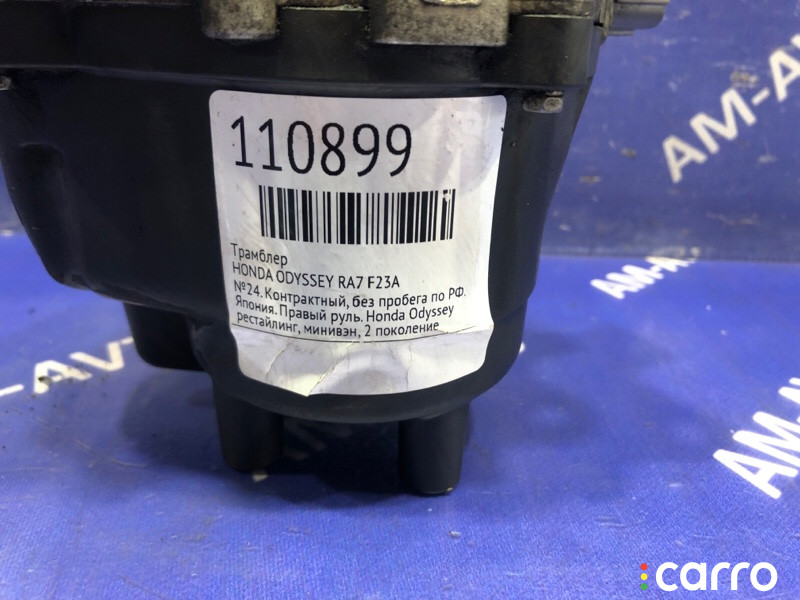 110899
Трамблер
HONDA ODYSSEY RA7 F23A
№24. Контрактный, без пробега по РФ.
Япония. Правый руль. Honda Odyssey
рестайлинг, минивэн, 2 поколение
AM-AV
AM-A
-AVT
AM-A
AM-A
carro